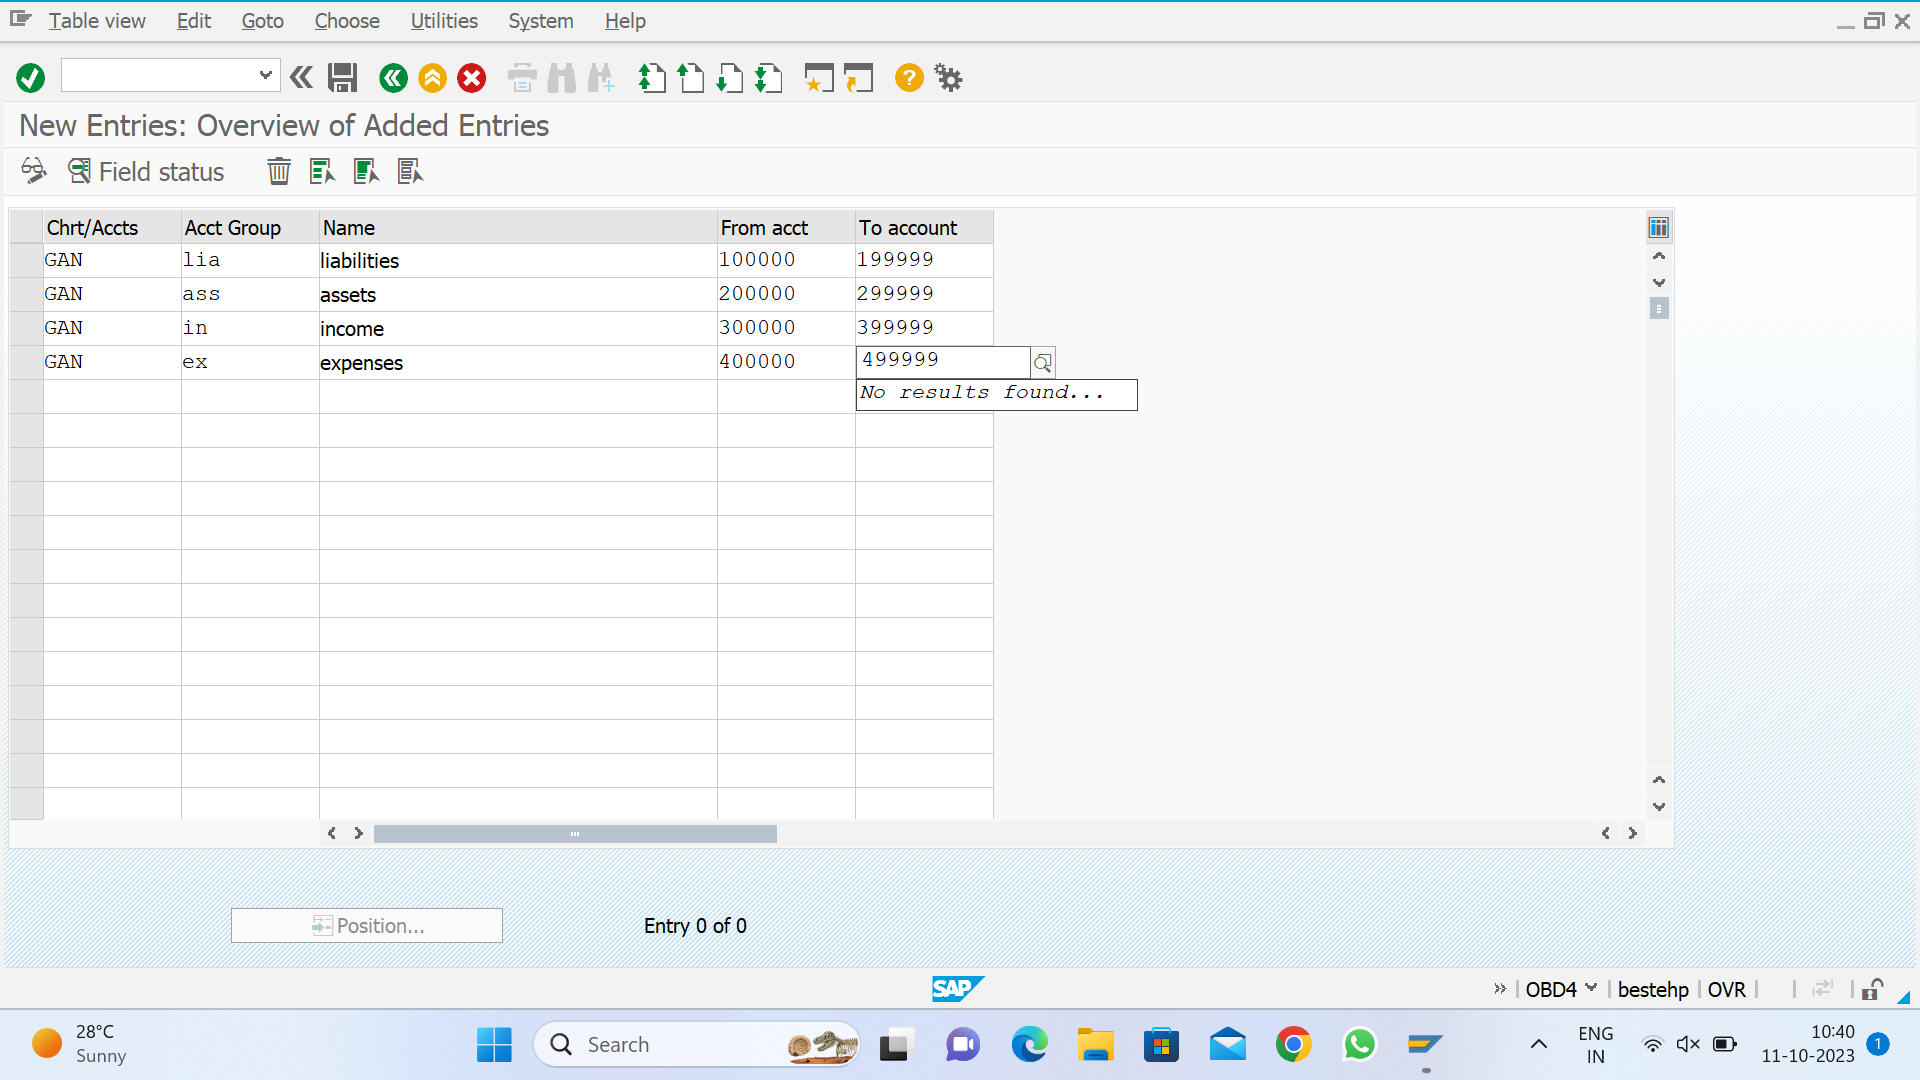 Table view Edit Goto Choose Utilities System Help
New Entries: Overview of Added Entries
Field status
Chrt/Accts Acct Group Name From acct To account
GAN lia liabilities 100000 199999
GAN ass assets 200000 299999
GAN in income 300000 399999
GAN ex expenses 400000 499999
No results found...
Position... Entry 0 of 0
SAP OBD4 bestehp OVR
28°C
Sunny
Search
ENG
IN
10:40
11-10-2023
1